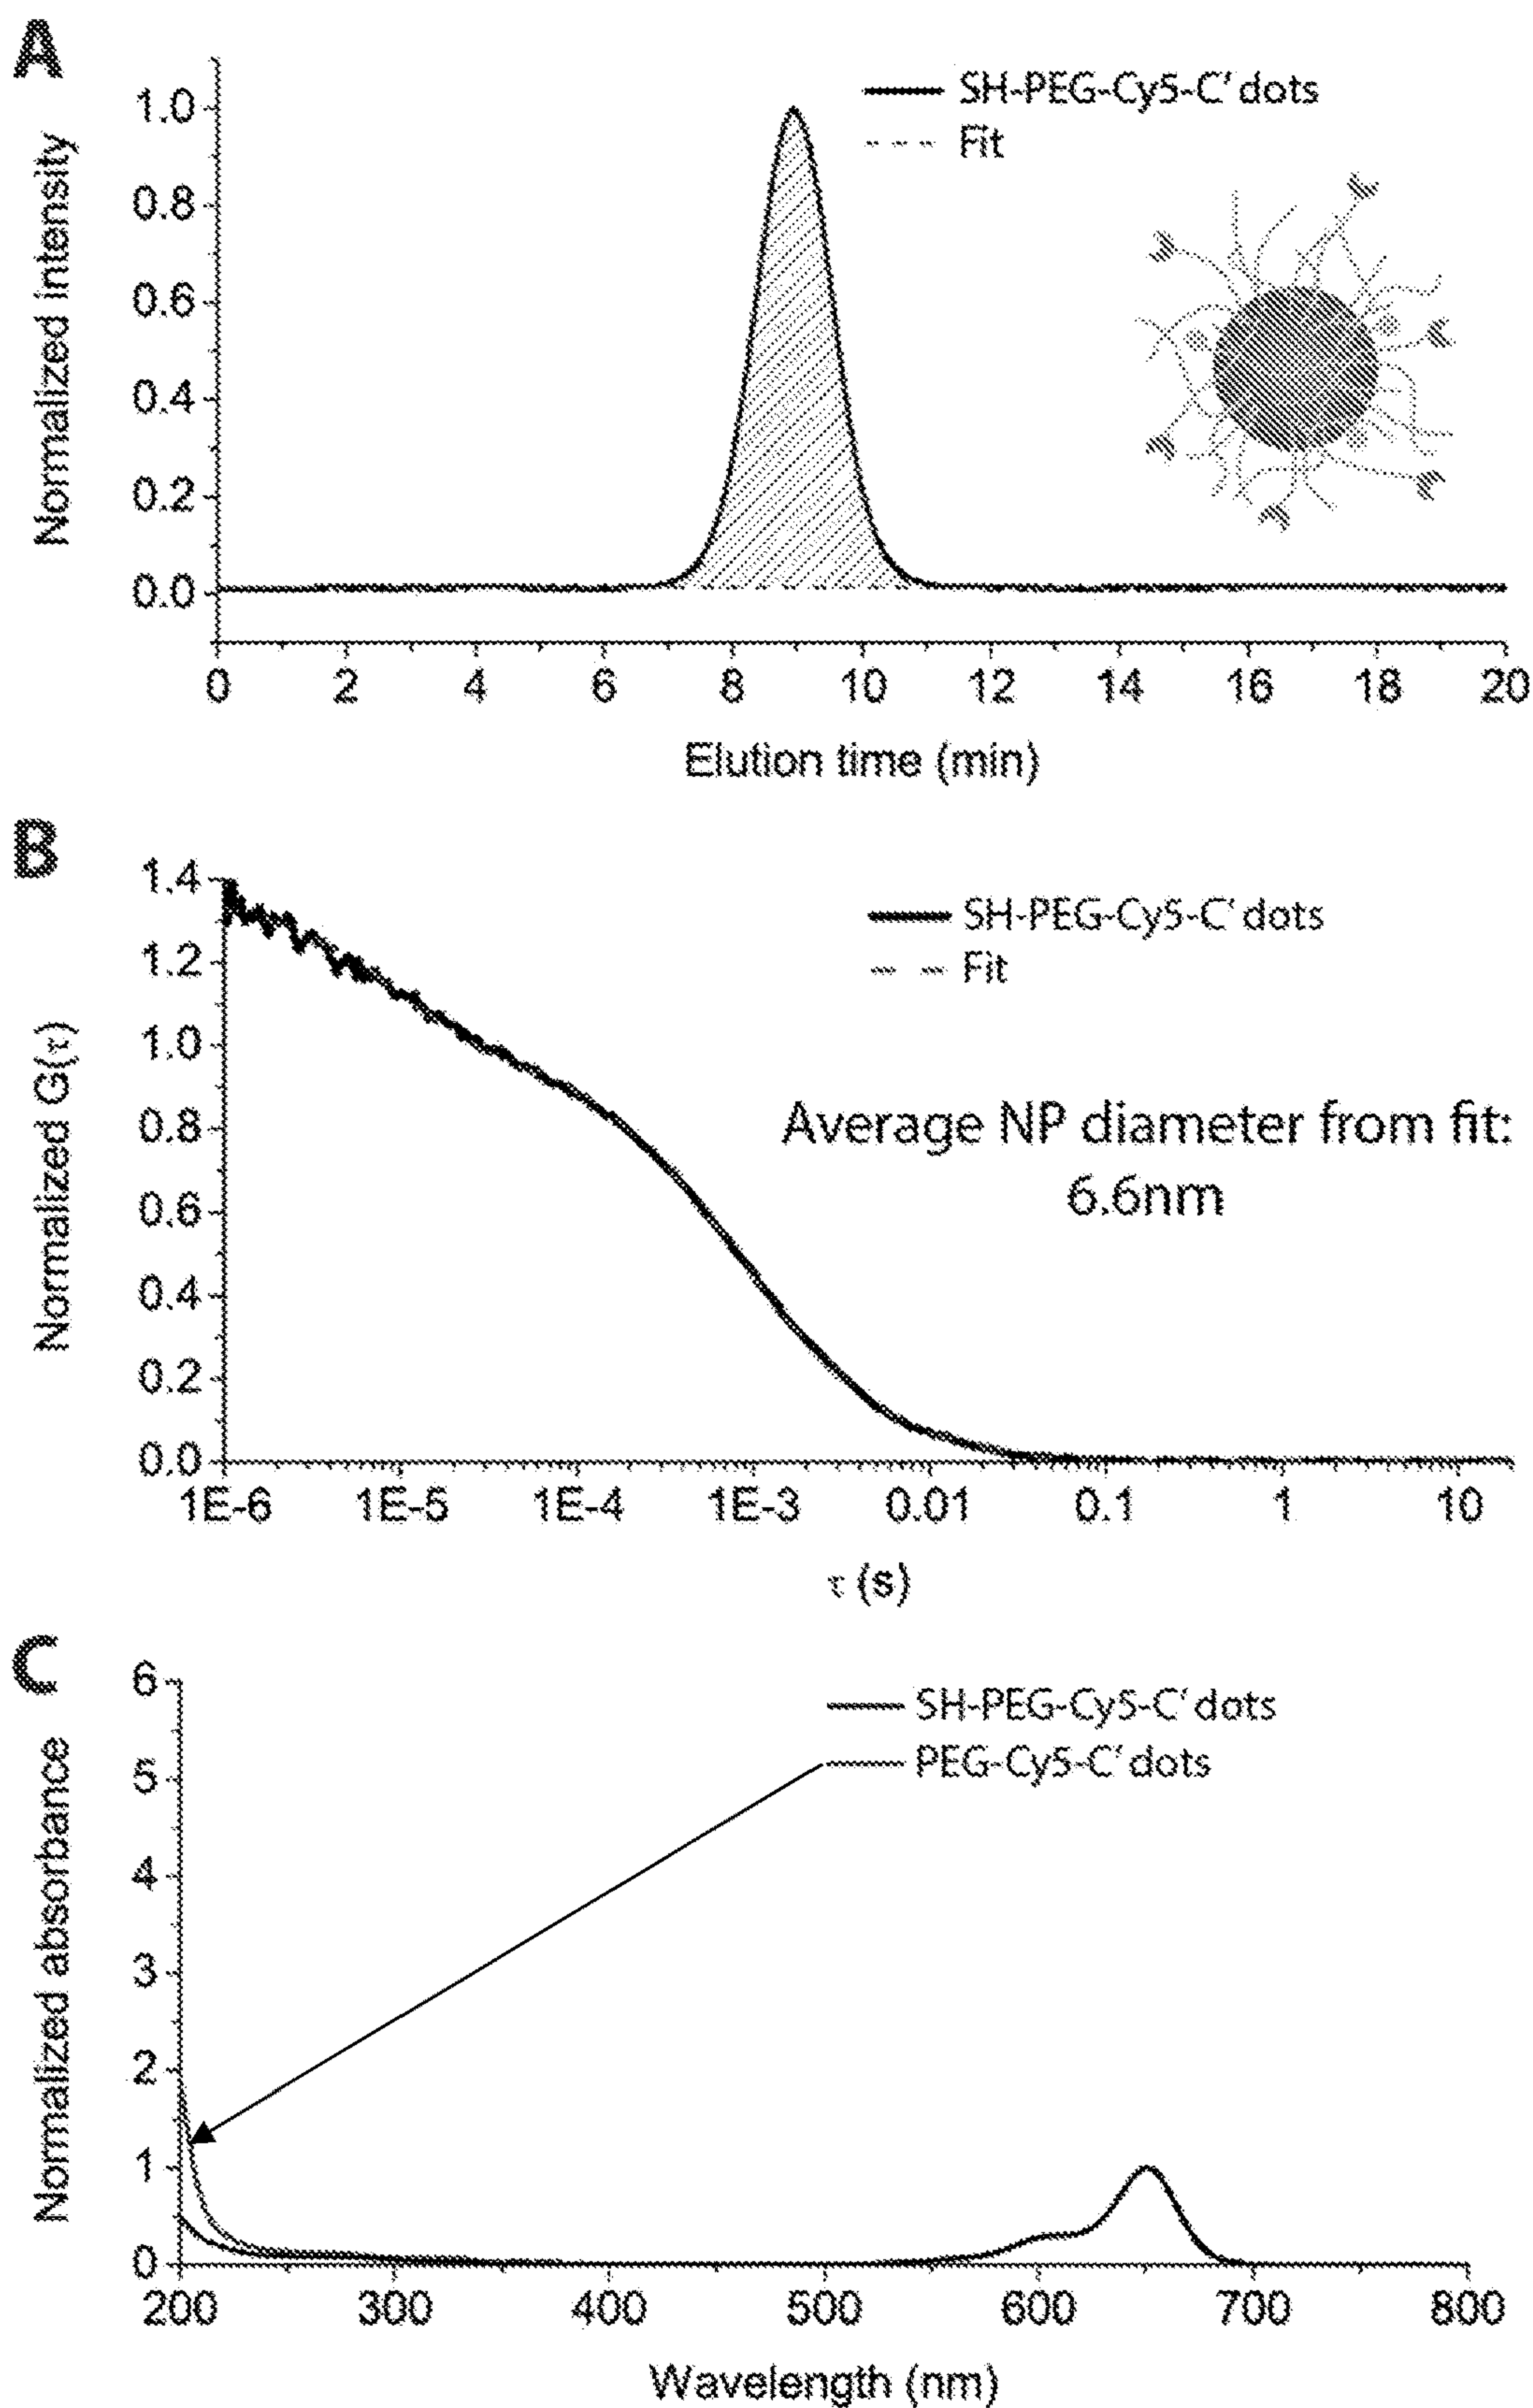 A
SH-PEG-Cy5-C' dots
Fit
Normalized intensity
1.0
0.8
0.6
0.4
0.2
0.0
0 2 4 6 8 10 12 14 16 18 20
Elution time (min)
B
SH-PEG-Cy5-C' dots
Fit
Average NP diameter from fit:
6.6nm
Normalized G(τ)
1.4
1.2
1.0
0.8
0.6
0.4
0.2
0.0
1E-6 1E-5 1E-4 1E-3 0.01 0.1 1 10
τ (s)
C
SH-PEG-Cy5-C' dots
PEG-Cy5-C' dots
Normalized absorbance
6
5
4
3
2
1
0
200 300 400 500 600 700 800
Wavelength (nm)